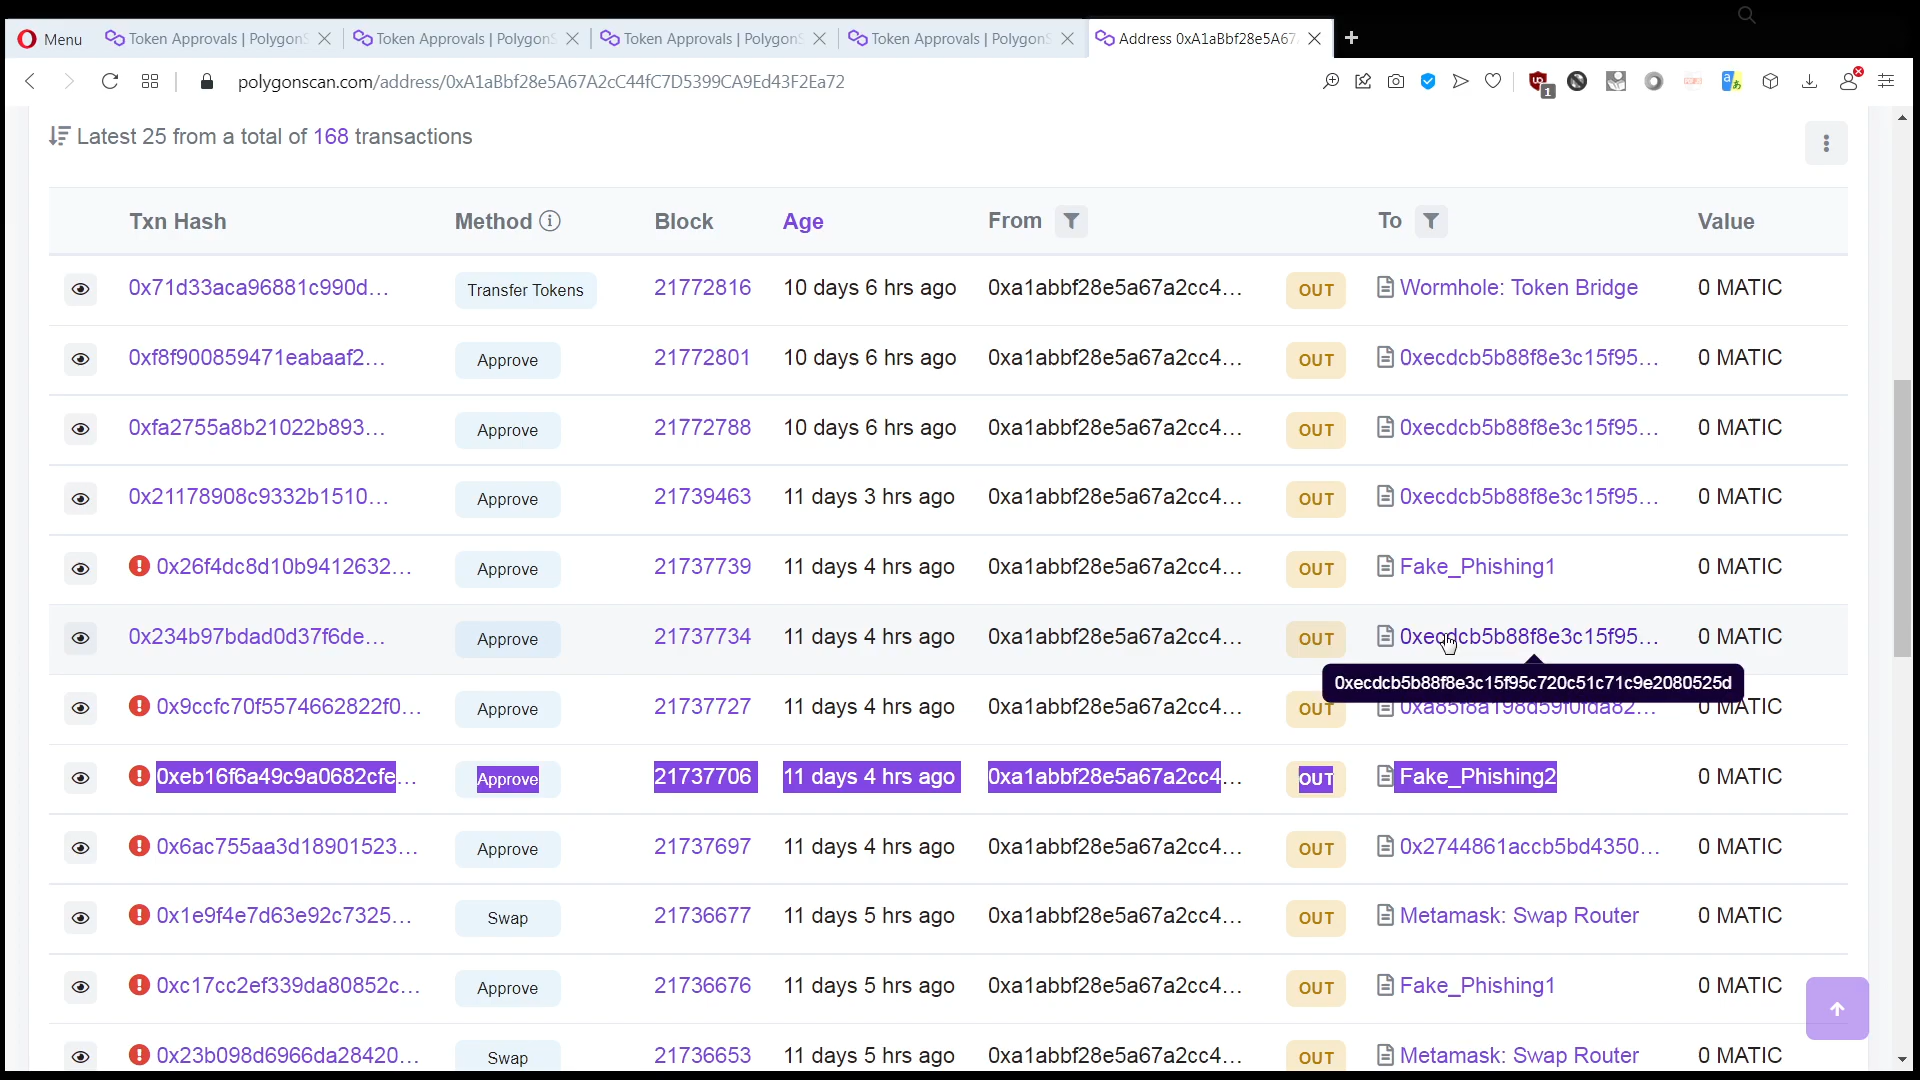 Menu
Token Approvals | PolygonS
Token Approvals | PolygonS
Token Approvals | PolygonS
Token Approvals | PolygonS
Address 0xA1aBbf28e5A67
polygonscan.com/address/0xA1aBbf28e5A67A2cC44fC7D5399CA9Ed43F2Ea72
1
Latest 25 from a total of 168 transactions
Txn Hash Method Block Age From To Value
0x71d33aca96881c990d... Transfer Tokens 21772816 10 days 6 hrs ago 0xa1abbf28e5a67a2cc4... OUT Wormhole: Token Bridge 0 MATIC
0xf8f900859471eabaaf2... Approve 21772801 10 days 6 hrs ago 0xa1abbf28e5a67a2cc4... OUT 0xecdcb5b88f8e3c15f95... 0 MATIC
0xfa2755a8b21022b893... Approve 21772788 10 days 6 hrs ago 0xa1abbf28e5a67a2cc4... OUT 0xecdcb5b88f8e3c15f95... 0 MATIC
0x21178908c9332b1510... Approve 21739463 11 days 3 hrs ago 0xa1abbf28e5a67a2cc4... OUT 0xecdcb5b88f8e3c15f95... 0 MATIC
0x26f4dc8d10b9412632... Approve 21737739 11 days 4 hrs ago 0xa1abbf28e5a67a2cc4... OUT Fake_Phishing1 0 MATIC
0x234b97bdad0d37f6de... Approve 21737734 11 days 4 hrs ago 0xa1abbf28e5a67a2cc4... OUT 0xecdcb5b88f8e3c15f95... 0 MATIC
0xecdcb5b88f8e3c15f95c720c51c71c9e2080525d
0x9ccfc70f5574662822f0... Approve 21737727 11 days 4 hrs ago 0xa1abbf28e5a67a2cc4... OUT 0xa85f8a198d59f0fda82... 0 MATIC
0xeb16f6a49c9a0682cfe... Approve 21737706 11 days 4 hrs ago 0xa1abbf28e5a67a2cc4... OUT Fake_Phishing2 0 MATIC
0x6ac755aa3d18901523... Approve 21737697 11 days 4 hrs ago 0xa1abbf28e5a67a2cc4... OUT 0x2744861accb5bd4350... 0 MATIC
0x1e9f4e7d63e92c7325... Swap 21736677 11 days 5 hrs ago 0xa1abbf28e5a67a2cc4... OUT Metamask: Swap Router 0 MATIC
0xc17cc2ef339da80852c... Approve 21736676 11 days 5 hrs ago 0xa1abbf28e5a67a2cc4... OUT Fake_Phishing1 0 MATIC
0x23b098d6966da28420... Swap 21736653 11 days 5 hrs ago 0xa1abbf28e5a67a2cc4... OUT Metamask: Swap Router 0 MATIC